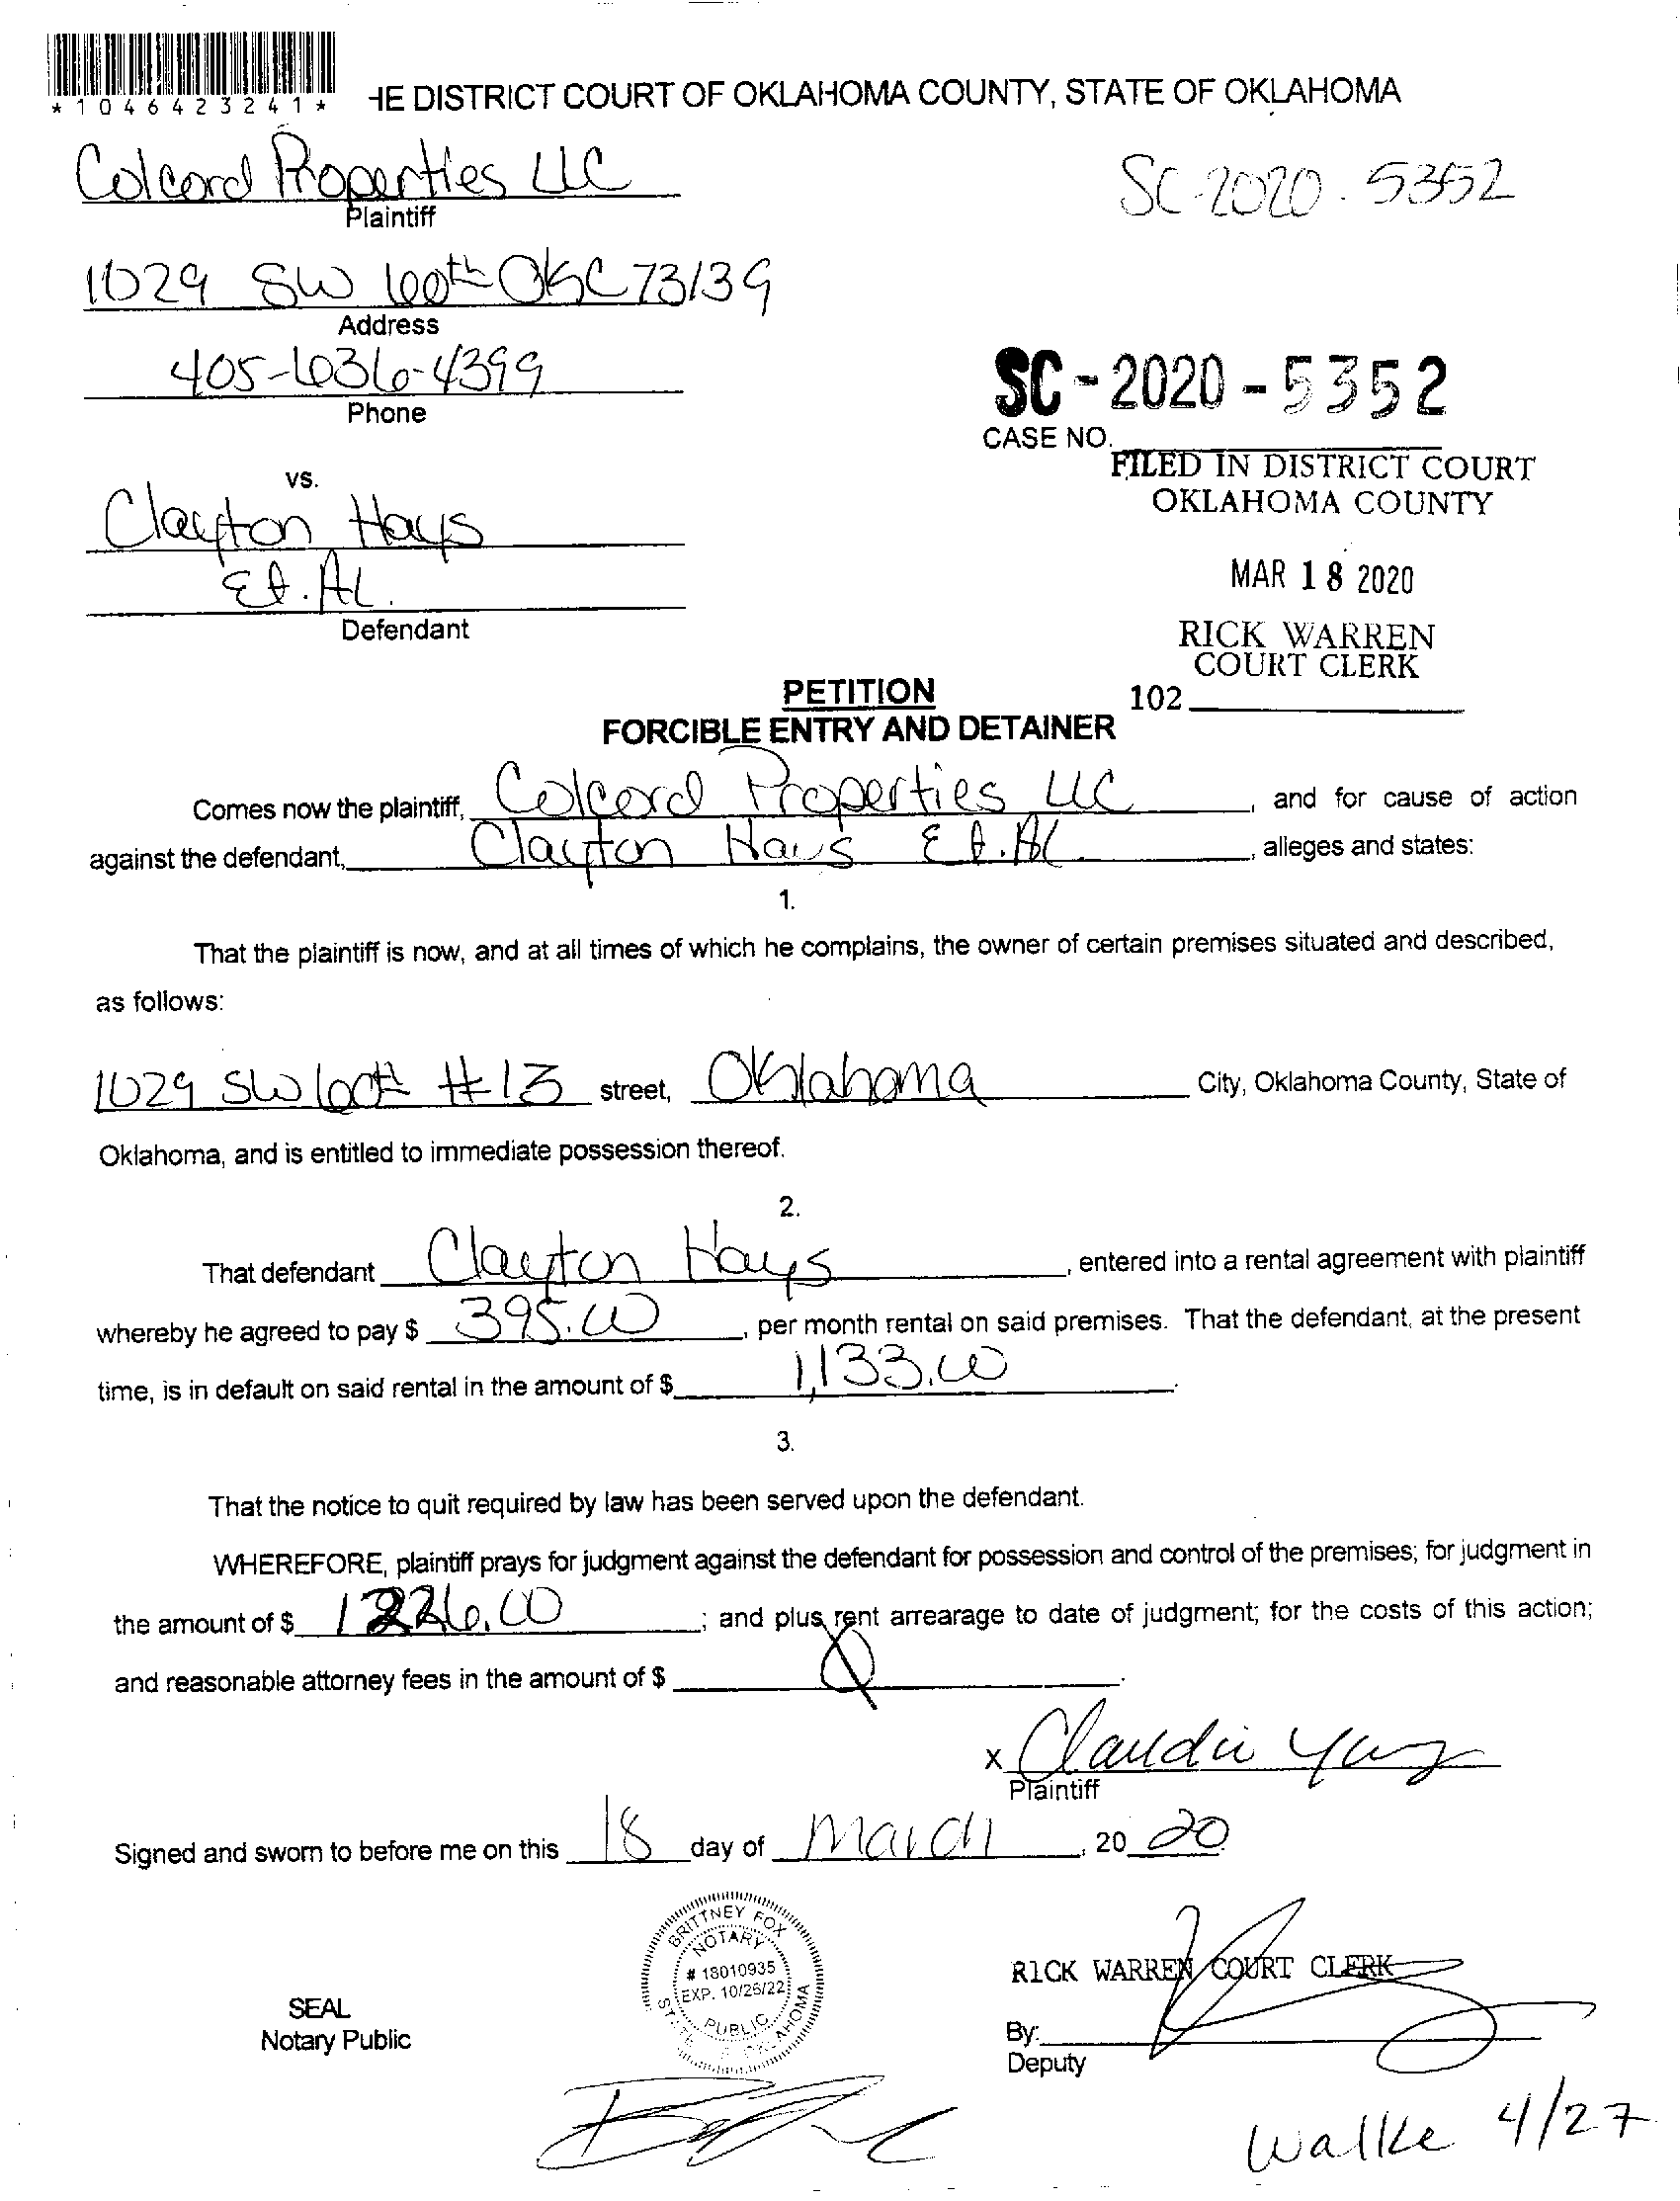 *1046423241*
HE DISTRICT COURT OF OKLAHOMA COUNTY, STATE OF OKLAHOMA
Colcord Properties LLC
Plaintiff
SC-2020-5352
1029 SW 60th OKC 73139
Address
405-636-4399
Phone
SC-2020-5352
CASE NO.
FILED IN DISTRICT COURT
OKLAHOMA COUNTY
vs.
Clayton Hays
Et. Al.
Defendant
MAR 18 2020
RICK WARREN
COURT CLERK
102
PETITION
FORCIBLE ENTRY AND DETAINER
Comes now the plaintiff, Colcord Properties LLC, and for cause of action
against the defendant, Clayton Hays Et. Al., alleges and states:
1.
That the plaintiff is now, and at all times of which he complains, the owner of certain premises situated and described,
as follows:
1029 SW 60th #13 street, Oklahoma City, Oklahoma County, State of
Oklahoma, and is entitled to immediate possession thereof.
2.
That defendant Clayton Hays, entered into a rental agreement with plaintiff
whereby he agreed to pay $ 395.00, per month rental on said premises. That the defendant, at the present
time, is in default on said rental in the amount of $ 1,133.00.
3.
That the notice to quit required by law has been served upon the defendant.
WHEREFORE, plaintiff prays for judgment against the defendant for possession and control of the premises; for judgment in
the amount of $ 1226.00; and plus rent arrearage to date of judgment; for the costs of this action;
and reasonable attorney fees in the amount of $
x Claudia
Plaintiff
Signed and sworn to before me on this 18 day of March, 20 20
BRITTNEY FOX
NOTARY
# 18010935
EXP. 10/26/22
PUBLIC
STATE OF OKLAHOMA
SEAL
Notary Public
RICK WARREN COURT CLERK
By:
Deputy
Walke 4/27